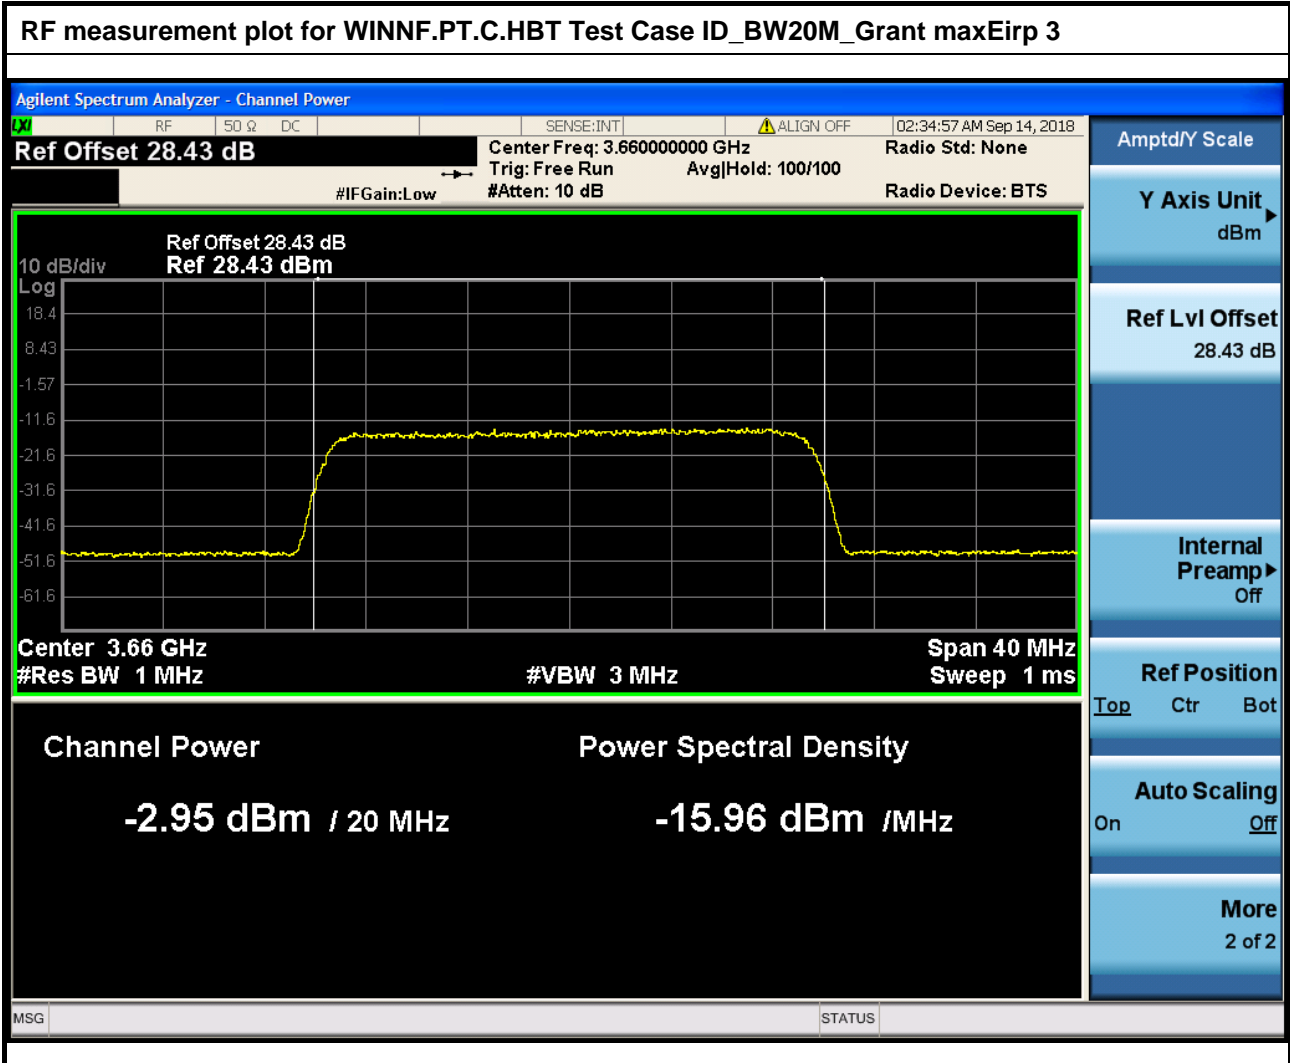 RF measurement plot for WINNF.PT.C.HBT Test Case ID_BW20M_Grant maxEirp 3
Agilent Spectrum Analyzer - Channel Power
LXI RF 50 Ω DC SENSE:INT ALIGN OFF 02:34:57 AM Sep 14, 2018
Ref Offset 28.43 dB
Center Freq: 3.660000000 GHz
Radio Std: None
Trig: Free Run Avg|Hold: 100/100
#IFGain:Low #Atten: 10 dB Radio Device: BTS
Ref Offset 28.43 dB
10 dB/div Ref 28.43 dBm
Log
18.4
8.43
-1.57
-11.6
-21.6
-31.6
-41.6
-51.6
-61.6
Center 3.66 GHz Span 40 MHz
#Res BW 1 MHz #VBW 3 MHz Sweep 1 ms
Channel Power Power Spectral Density
-2.95 dBm / 20 MHz -15.96 dBm /MHz
Amptd/Y Scale
Y Axis Unit
dBm
Ref Lvl Offset
28.43 dB
Internal
Preamp
Off
Ref Position
Top Ctr Bot
Auto Scaling
On Off
More
2 of 2
MSG STATUS